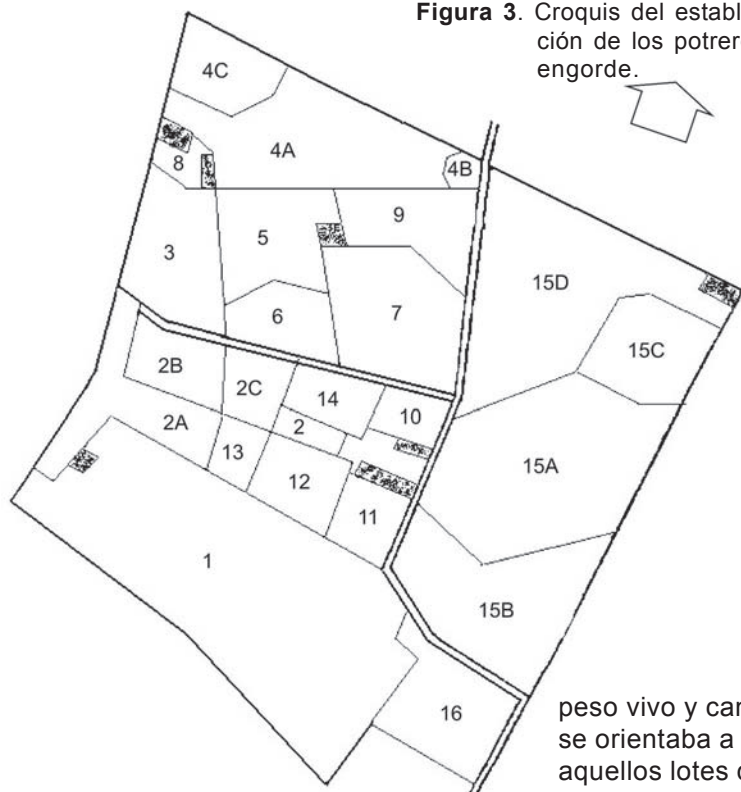 Figura 3. Croquis del establ
ción de los potrer
engorde.
4C
4A
4B
8
9
3
5
15D
6
7
15C
2B
2C
14
10
2A
2
13
12
15A
11
1
15B
16
peso vivo y car
se orientaba a
aquellos lotes